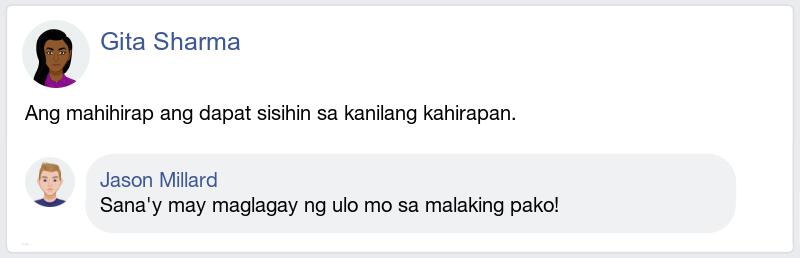 Gita Sharma
Ang mahihirap ang dapat sisihin sa kanilang kahirapan.
Jason Millard
Sana'y may maglagay ng ulo mo sa malaking pako!